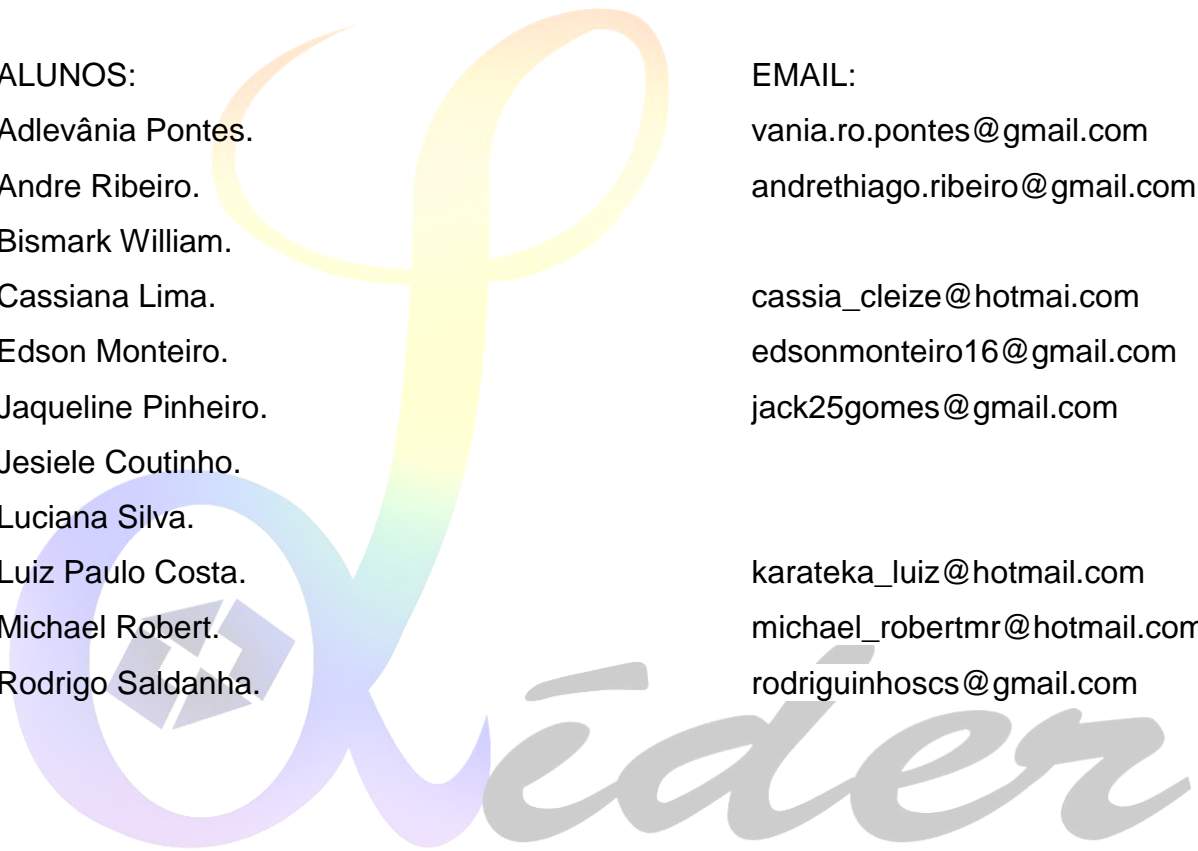 ALUNOS: EMAIL:
Adlevânia Pontes. vania.ro.pontes@gmail.com
Andre Ribeiro. andrethiago.ribeiro@gmail.com
Bismark William.
Cassiana Lima. cassia_cleize@hotmai.com
Edson Monteiro. edsonmonteiro16@gmail.com
Jaqueline Pinheiro. jack25gomes@gmail.com
Jesiele Coutinho.
Luciana Silva.
Luiz Paulo Costa. karateka_luiz@hotmail.com
Michael Robert. michael_robertmr@hotmail.com
Rodrigo Saldanha. rodriguinhoscs@gmail.com
Líder